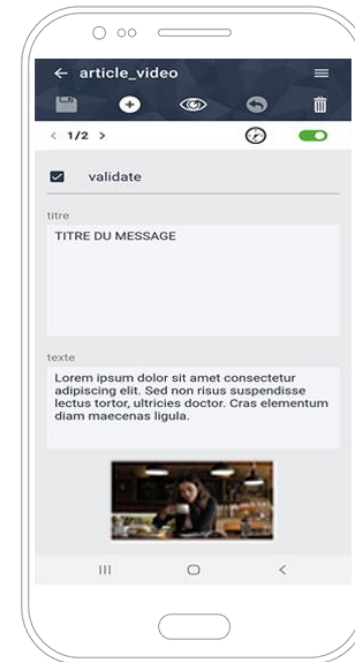 article_video
1/2
validate
titre
TITRE DU MESSAGE
texte
Lorem ipsum dolor sit amet consectetur
adipiscing elit. Sed non risus suspendisse
lectus tortor, ultricies doctor. Cras elementum
diam maecenas ligula.